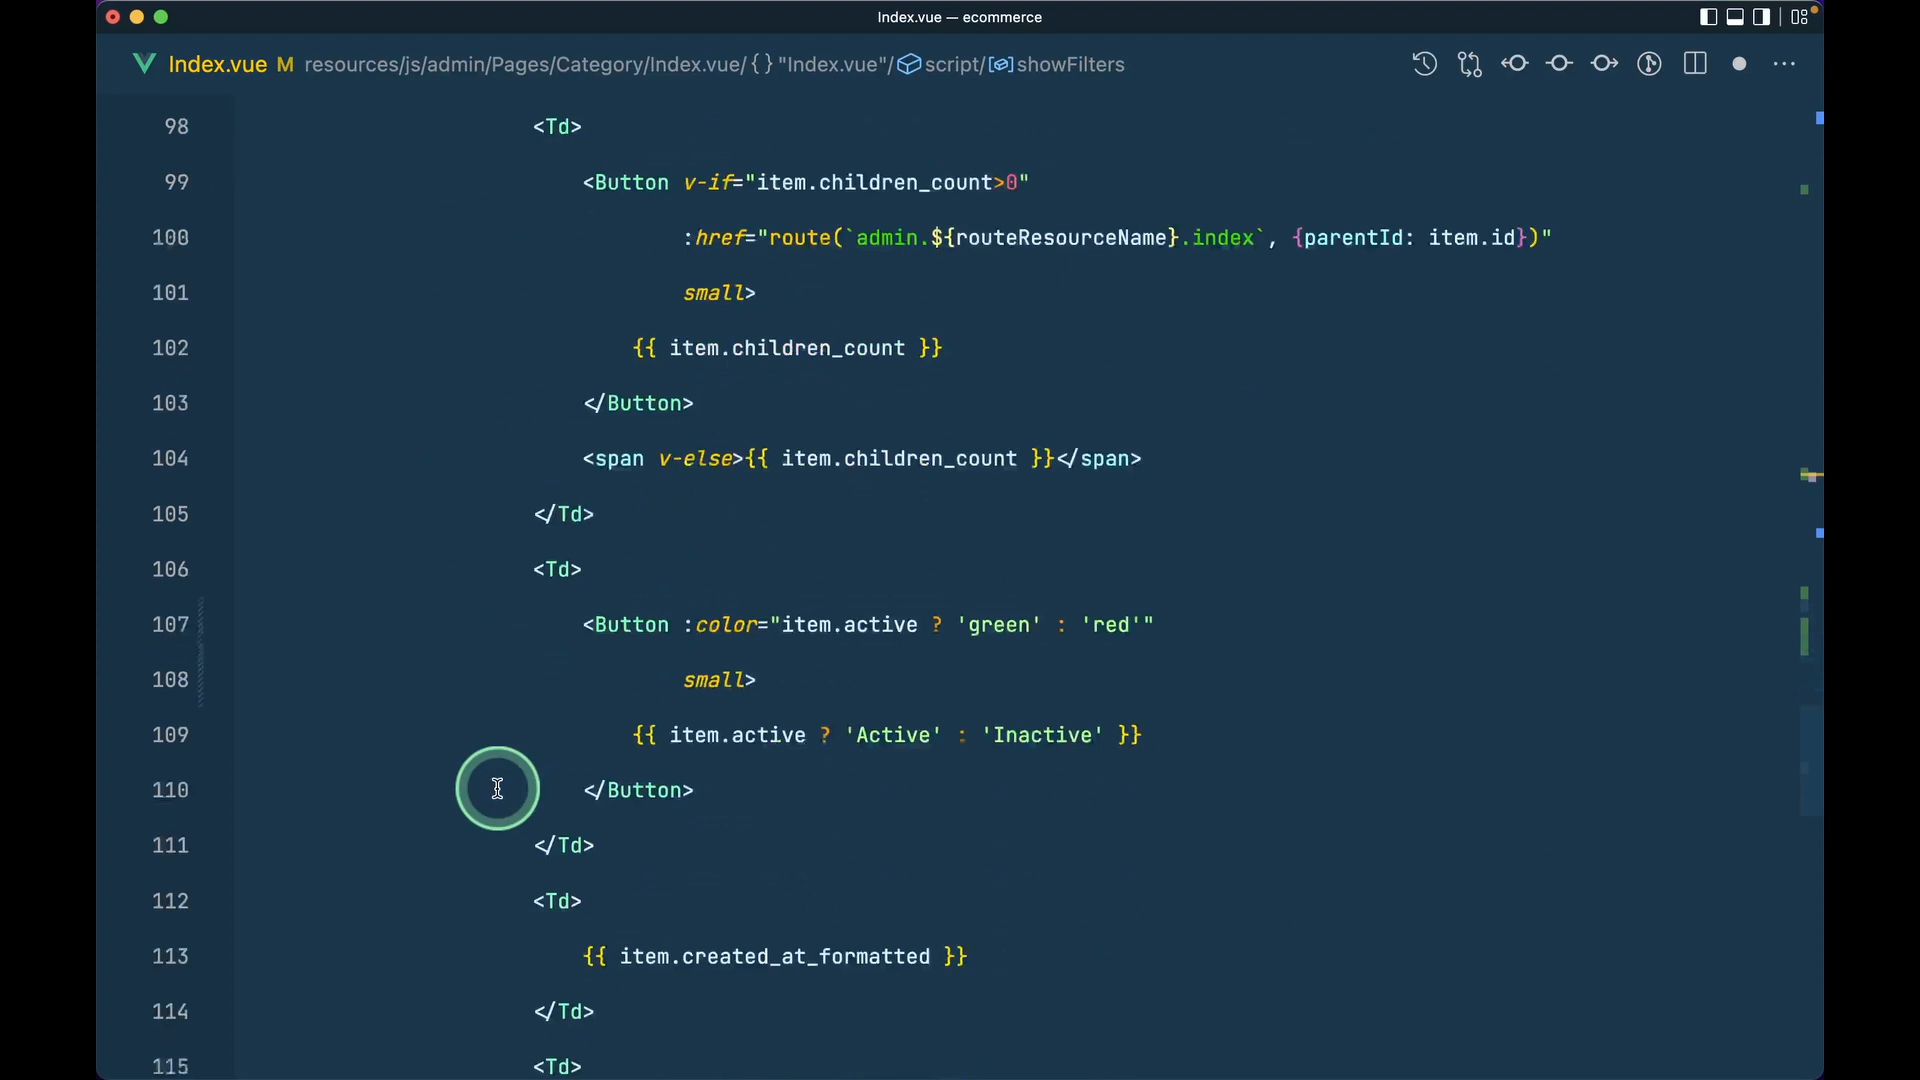 Index.vue — ecommerce
Index.vue M resources/js/admin/Pages/Category/Index.vue/{} "Index.vue"/script/showFilters
98 <Td>
99 <Button v-if="item.children_count>0"
100 :href="route(`admin.${routeResourceName}.index`, {parentId: item.id})"
101 small>
102 {{ item.children_count }}
103 </Button>
104 <span v-else>{{ item.children_count }}</span>
105 </Td>
106 <Td>
107 <Button :color="item.active ? 'green' : 'red'"
108 small>
109 {{ item.active ? 'Active' : 'Inactive' }}
110 </Button>
111 </Td>
112 <Td>
113 {{ item.created_at_formatted }}
114 </Td>
115 <Td>